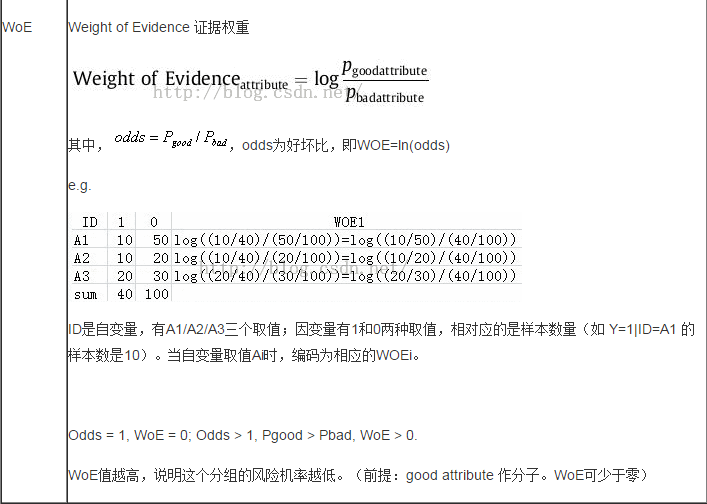 WoE
Weight of Evidence 证据权重
Weight of Evidence attribute = log p goodattribute / p badattribute
http://blog.csdn.net/
其中， odds = P good / P bad ，odds为好坏比，即WOE=ln(odds)
e.g.
ID 1 0 WOE1
A1 10 50 log((10/40)/(50/100))=log((10/50)/(40/100))
A2 10 20 log((10/40)/(20/100))=log((10/20)/(40/100))
A3 20 30 log((20/40)/(30/100))=log((20/30)/(40/100))
http://blog.csdn.net/
sum 40 100
ID是自变量，有A1/A2/A3三个取值；因变量有1和0两种取值，相对应的是样本数量（如 Y=1|ID=A1 的
样本数是10）。当自变量取值Ai时，编码为相应的WOEi。
Odds = 1, WoE = 0; Odds > 1, Pgood > Pbad, WoE > 0.
WoE值越高，说明这个分组的风险机率越低。（前提：good attribute 作分子。WoE可少于零）